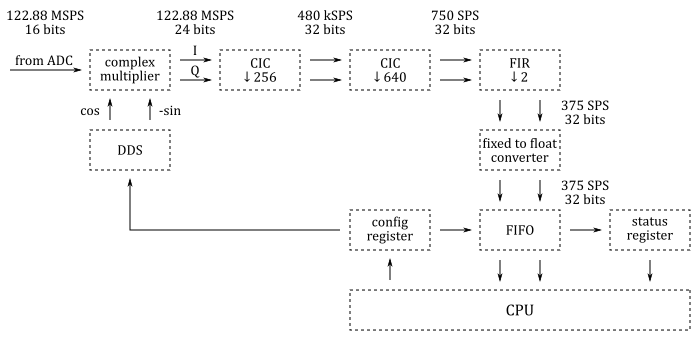 122.88 MSPS
16 bits
122.88 MSPS
24 bits
480 kSPS
32 bits
750 SPS
32 bits
from ADC
complex
multiplier
I
Q
CIC
↓256
CIC
↓640
FIR
↓2
cos
-sin
375 SPS
32 bits
DDS
fixed to float
converter
375 SPS
32 bits
config
register
FIFO
status
register
CPU